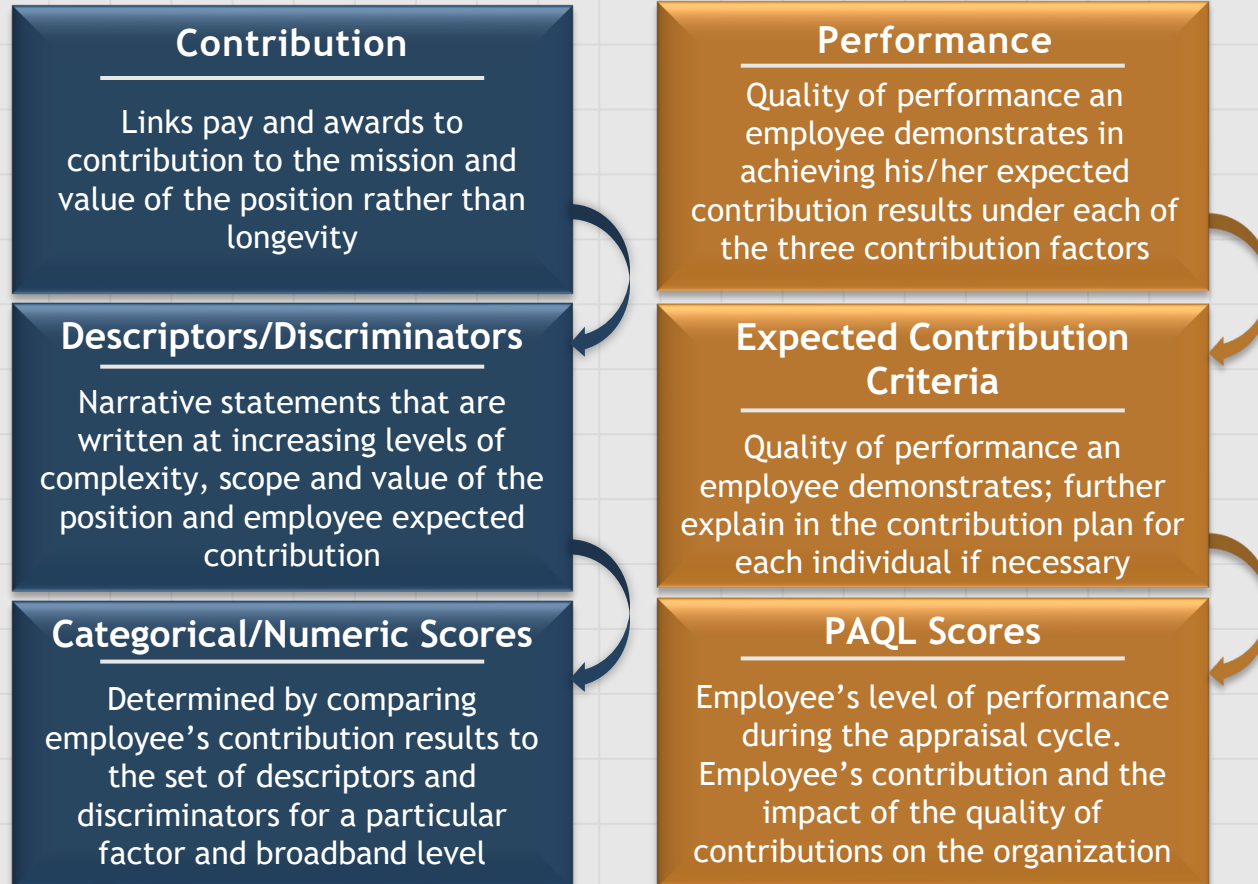 Contribution
Links pay and awards to
contribution to the mission and
value of the position rather than
longevity
Descriptors/Discriminators
Narrative statements that are
written at increasing levels of
complexity, scope and value of the
position and employee expected
contribution
Categorical/Numeric Scores
Determined by comparing
employee’s contribution results to
the set of descriptors and
discriminators for a particular
factor and broadband level
Performance
Quality of performance an
employee demonstrates in
achieving his/her expected
contribution results under each of
the three contribution factors
Expected Contribution
Criteria
Quality of performance an
employee demonstrates; further
explain in the contribution plan for
each individual if necessary
PAQL Scores
Employee’s level of performance
during the appraisal cycle.
Employee’s contribution and the
impact of the quality of
contributions on the organization